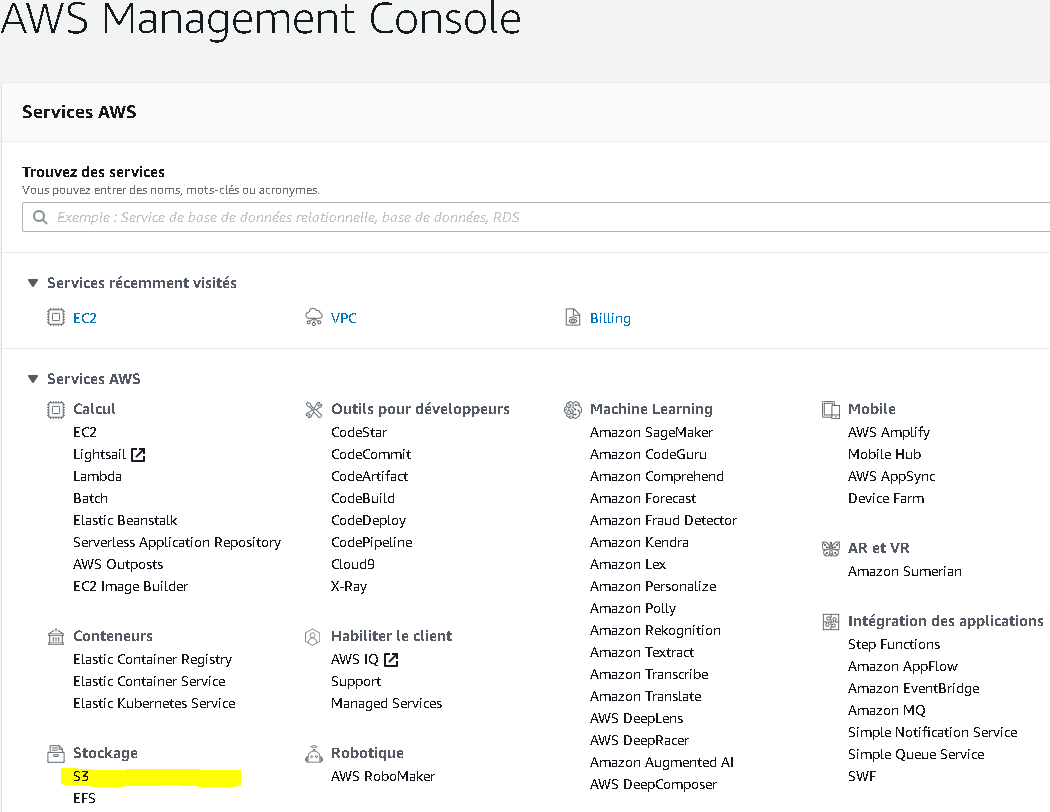 AWS Management Console
Services AWS
Trouvez des services
Vous pouvez entrer des noms, mots-clés ou acronymes.
Exemple : Service de base de données relationnelle, base de données, RDS
Services récemment visités
EC2
VPC
Billing
Services AWS
Calcul
EC2
Lightsail
Lambda
Batch
Elastic Beanstalk
Serverless Application Repository
AWS Outposts
EC2 Image Builder
Conteneurs
Elastic Container Registry
Elastic Container Service
Elastic Kubernetes Service
Stockage
S3
EFS
Outils pour développeurs
CodeStar
CodeCommit
CodeArtifact
CodeBuild
CodeDeploy
CodePipeline
Cloud9
X-Ray
Habiliter le client
AWS IQ
Support
Managed Services
Robotique
AWS RoboMaker
Machine Learning
Amazon SageMaker
Amazon CodeGuru
Amazon Comprehend
Amazon Forecast
Amazon Fraud Detector
Amazon Kendra
Amazon Lex
Amazon Personalize
Amazon Polly
Amazon Rekognition
Amazon Textract
Amazon Transcribe
Amazon Translate
AWS DeepLens
AWS DeepRacer
Amazon Augmented AI
AWS DeepComposer
Mobile
AWS Amplify
Mobile Hub
AWS AppSync
Device Farm
AR et VR
Amazon Sumerian
Intégration des applications
Step Functions
Amazon AppFlow
Amazon EventBridge
Amazon MQ
Simple Notification Service
Simple Queue Service
SWF